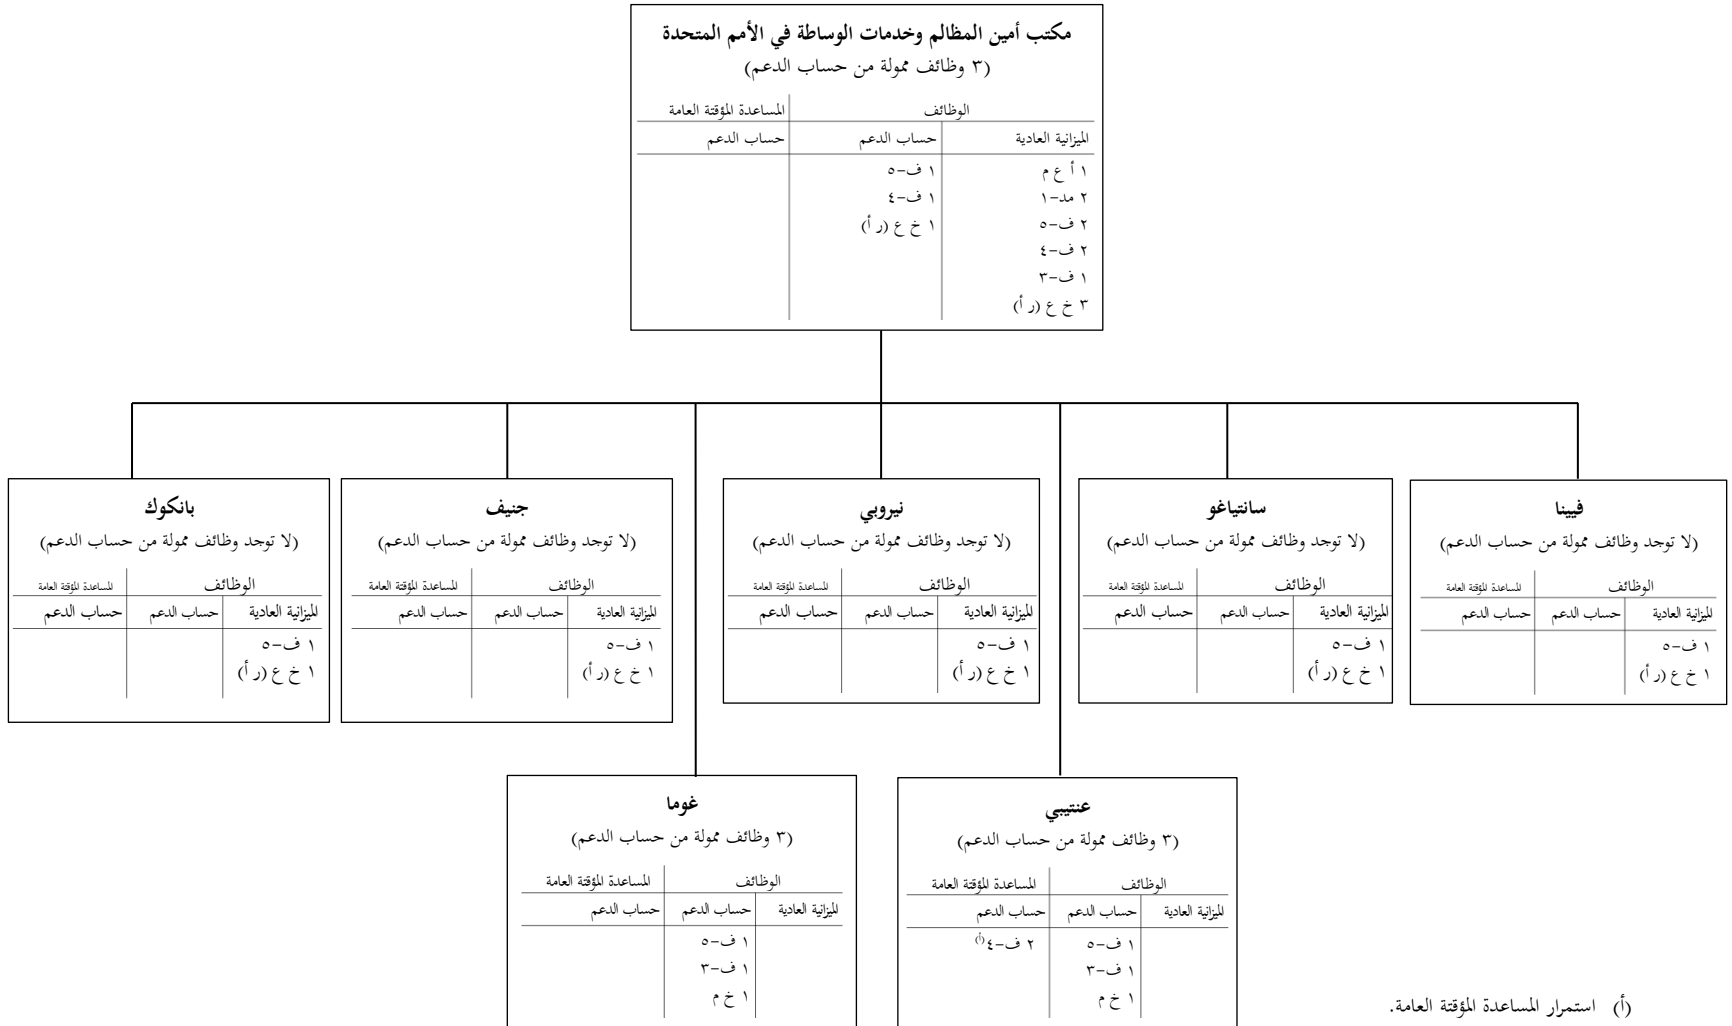 مكتب أمين المظالم وخدمات الوساطة في الأمم المتحدة
(٣ وظائف ممولة من حساب الدعم)
الوظائف المساعدة المؤقتة العامة
الميزانية العادية حساب الدعم حساب الدعم
١ أ ع م ١ ف-٥
٢ مد-١ ١ ف-٤
٢ ف-٥ ١ خ ع (ر أ)
٢ ف-٤
١ ف-٣
٣ خ ع (ر أ)
فيينا
(لا توجد وظائف ممولة من حساب الدعم)
الوظائف المساعدة المؤقتة العامة
الميزانية العادية حساب الدعم حساب الدعم
١ ف-٥
١ خ ع (ر أ)
سانتياغو
(لا توجد وظائف ممولة من حساب الدعم)
الوظائف المساعدة المؤقتة العامة
الميزانية العادية حساب الدعم حساب الدعم
١ ف-٥
١ خ ع (ر أ)
نيروبي
(لا توجد وظائف ممولة من حساب الدعم)
الوظائف المساعدة المؤقتة العامة
الميزانية العادية حساب الدعم حساب الدعم
١ ف-٥
١ خ ع (ر أ)
جنيف
(لا توجد وظائف ممولة من حساب الدعم)
الوظائف المساعدة المؤقتة العامة
الميزانية العادية حساب الدعم حساب الدعم
١ ف-٥
١ خ ع (ر أ)
بانكوك
(لا توجد وظائف ممولة من حساب الدعم)
الوظائف المساعدة المؤقتة العامة
الميزانية العادية حساب الدعم حساب الدعم
١ ف-٥
١ خ ع (ر أ)
عنتيبي
(٣ وظائف ممولة من حساب الدعم)
الوظائف المساعدة المؤقتة العامة
الميزانية العادية حساب الدعم حساب الدعم
١ ف-٥ ٢ ف-٤(أ)
١ ف-٣
١ خ م
غوما
(٣ وظائف ممولة من حساب الدعم)
الوظائف المساعدة المؤقتة العامة
الميزانية العادية حساب الدعم حساب الدعم
١ ف-٥
١ ف-٣
١ خ م
(أ) استمرار المساعدة المؤقتة العامة.